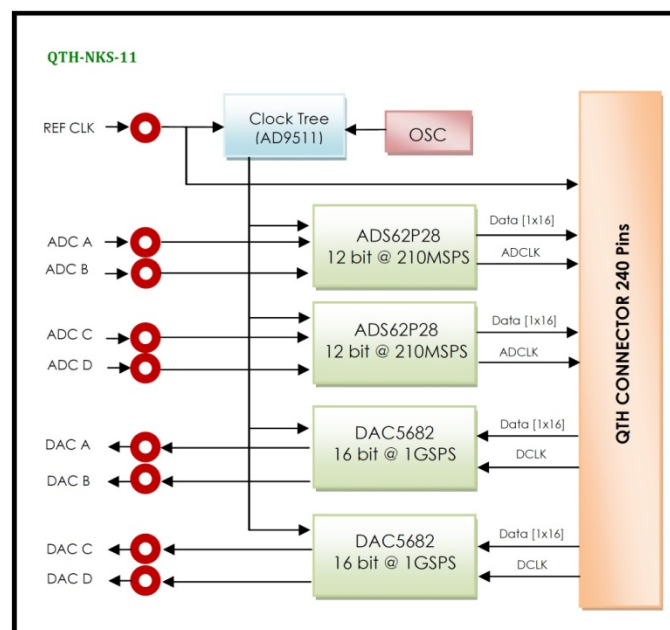 QTH-NKS-11
REF CLK
Clock Tree
(AD9511)
OSC
ADC A
ADC B
ADS62P28
12 bit @ 210MSPS
Data [1x16]
ADCLK
ADC C
ADC D
ADS62P28
12 bit @ 210MSPS
Data [1x16]
ADCLK
DAC A
DAC B
DAC5682
16 bit @ 1GSPS
Data [1x16]
DCLK
DAC C
DAC D
DAC5682
16 bit @ 1GSPS
Data [1x16]
DCLK
QTH CONNECTOR 240 Pins